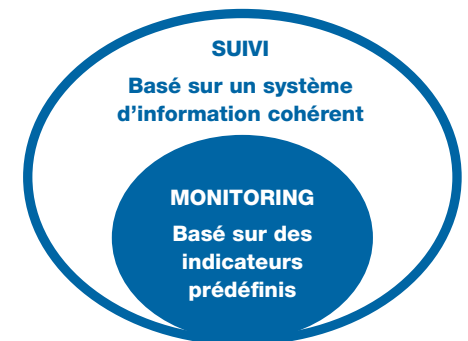 SUIVI
Basé sur un système
d’information cohérent
MONITORING
Basé sur des
indicateurs
prédéfinis